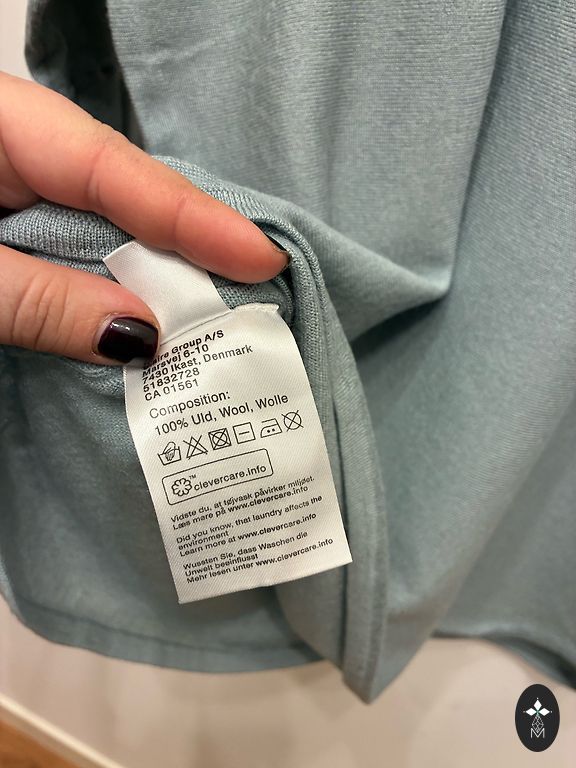 Group A/S
Marsvej 6-10
7430 Ikast, Denmark
51832728
CA 01561
Composition:
100% Uld, Wool, Wolle
™ clevercare.info
Vidste du, at tøjvask påvirker miljøet.
Læs mere på www.clevercare.info
Did you know, that laundry affects the
environment
Learn more at www.clevercare.info
Wussten Sie, dass Waschen die
Umwelt beeinflusst
Mehr lesen unter www.clevercare.info
M